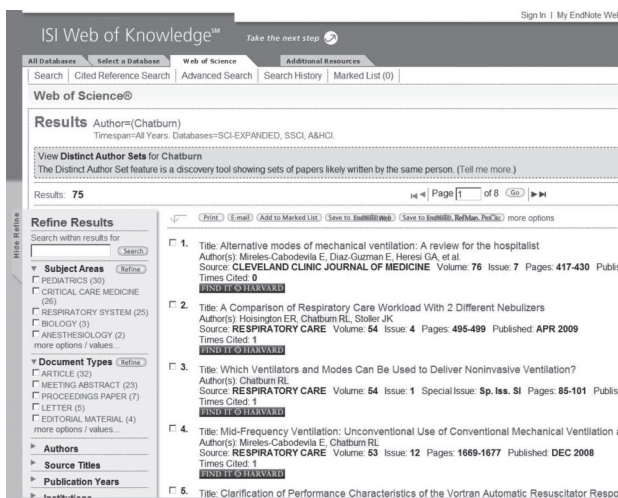 Sign In | My EndNote Web
ISI Web of Knowledge℠ Take the next step
All Databases Select a Database Web of Science Additional Resources
Search Cited Reference Search Advanced Search Search History Marked List (0)
Web of Science®
Results Author=(Chatburn)
Timespan=All Years. Databases=SCI-EXPANDED, SSCI, A&HCI.
View Distinct Author Sets for Chatburn
The Distinct Author Set feature is a discovery tool showing sets of papers likely written by the same person. (Tell me more.)
Results: 75 Page 1 of 8 Go
Hide Refine
Refine Results
Search within results for
Search
Subject Areas Refine
PEDIATRICS (30)
CRITICAL CARE MEDICINE (26)
RESPIRATORY SYSTEM (25)
BIOLOGY (3)
ANESTHESIOLOGY (2)
more options / values...
Document Types Refine
ARTICLE (32)
MEETING ABSTRACT (23)
PROCEEDINGS PAPER (7)
LETTER (5)
EDITORIAL MATERIAL (4)
more options / values...
Authors
Source Titles
Publication Years
Institutions
Print E-mail Add to Marked List Save to EndNote Web Save to EndNote, RefMan, ProCite more options
1. Title: Alternative modes of mechanical ventilation: A review for the hospitalist
Author(s): Mireles-Cabodevila E, Diaz-Guzman E, Heresi GA, et al.
Source: CLEVELAND CLINIC JOURNAL OF MEDICINE Volume: 76 Issue: 7 Pages: 417-430 Publis
Times Cited: 0
FIND IT @ HARVARD
2. Title: A Comparison of Respiratory Care Workload With 2 Different Nebulizers
Author(s): Hoisington ER, Chatburn RL, Stoller JK
Source: RESPIRATORY CARE Volume: 54 Issue: 4 Pages: 495-499 Published: APR 2009
Times Cited: 1
FIND IT @ HARVARD
3. Title: Which Ventilators and Modes Can Be Used to Deliver Noninvasive Ventilation?
Author(s): Chatburn RL
Source: RESPIRATORY CARE Volume: 54 Issue: 1 Special Issue: Sp. Iss. SI Pages: 85-101 Publis
Times Cited: 1
FIND IT @ HARVARD
4. Title: Mid-Frequency Ventilation: Unconventional Use of Conventional Mechanical Ventilation a
Author(s): Mireles-Cabodevila E, Chatburn RL
Source: RESPIRATORY CARE Volume: 53 Issue: 12 Pages: 1669-1677 Published: DEC 2008
Times Cited: 1
FIND IT @ HARVARD
5. Title: Clarification of Performance Characteristics of the Vortran Automatic Resuscitator Respo